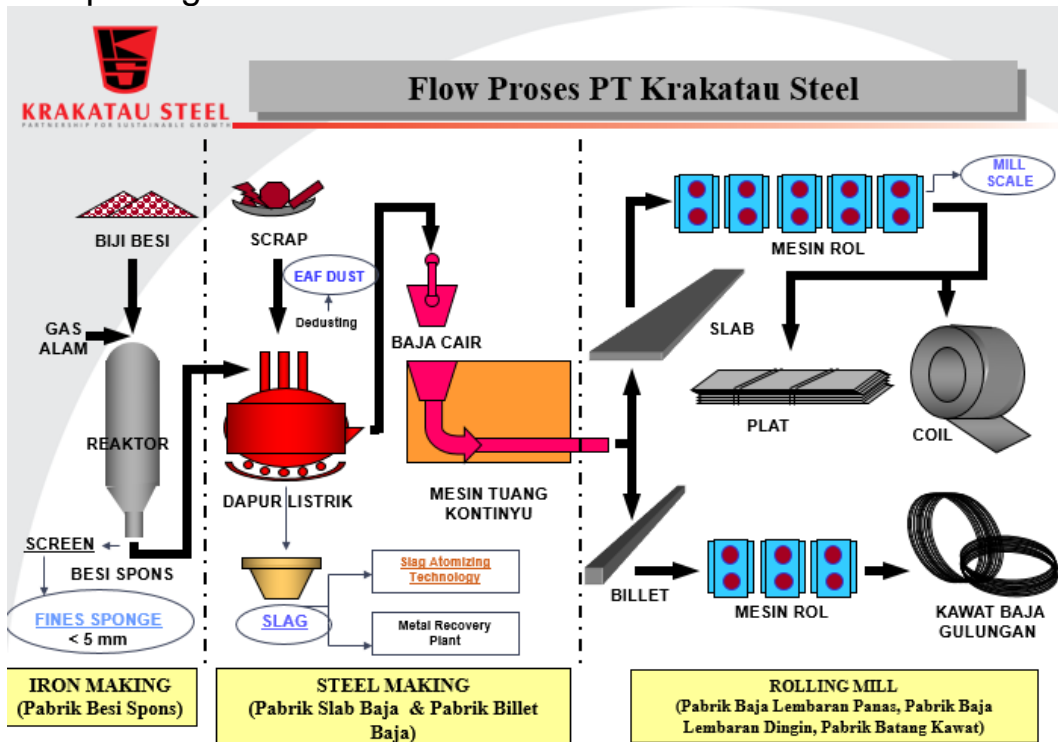 KRAKATAU STEEL
PARTNERSHIP FOR SUSTAINABLE GROWTH
Flow Proses PT Krakatau Steel
BIJI BESI
GAS
ALAM
REAKTOR
SCREEN
BESI SPONS
FINES SPONGE
< 5 mm
IRON MAKING
(Pabrik Besi Spons)
SCRAP
EAF DUST
Dedusting
DAPUR LISTRIK
BAJA CAIR
MESIN TUANG
KONTINYU
SLAG
Slag Atomizing
Technology
Metal Recovery
Plant
STEEL MAKING
(Pabrik Slab Baja & Pabrik Billet
Baja)
MILL
SCALE
MESIN ROL
SLAB
PLAT
COIL
BILLET
MESIN ROL
KAWAT BAJA
GULUNGAN
ROLLING MILL
(Pabrik Baja Lembaran Panas, Pabrik Baja
Lembaran Dingin, Pabrik Batang Kawat)